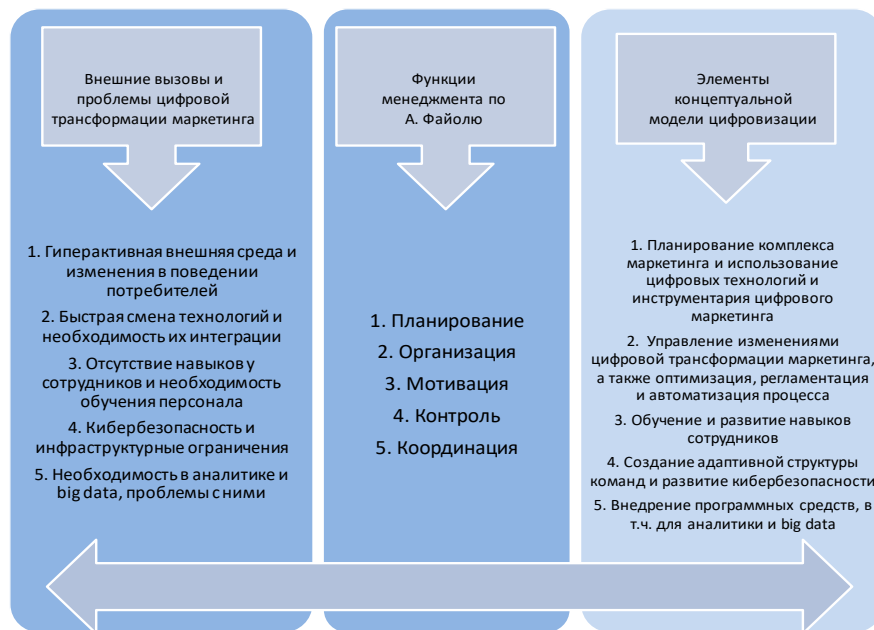 Внешние вызовы и
проблемы цифровой
трансформации маркетинга
1. Гиперактивная внешняя среда и
изменения в поведении
потребителей
2. Быстрая смена технологий и
необходимость их интеграции
3. Отсутствие навыков у
сотрудников и необходимость
обучения персонала
4. Кибербезопасность и
инфраструктурные ограничения
5. Необходимость в аналитике и
big data, проблемы с ними
Функции
менеджмента по
А. Файолю
1. Планирование
2. Организация
3. Мотивация
4. Контроль
5. Координация
Элементы
концептуальной
модели цифровизации
1. Планирование комплекса
маркетинга и использование
цифровых технологий и
инструментария цифрового
маркетинга
2. Управление изменениями
цифровой трансформации маркетинга,
а также оптимизация, регламентация
и автоматизация процесса
3. Обучение и развитие навыков
сотрудников
4. Создание адаптивной структуры
команд и развитие кибербезопасности
5. Внедрение программных средств, в
т.ч. для аналитики и big data